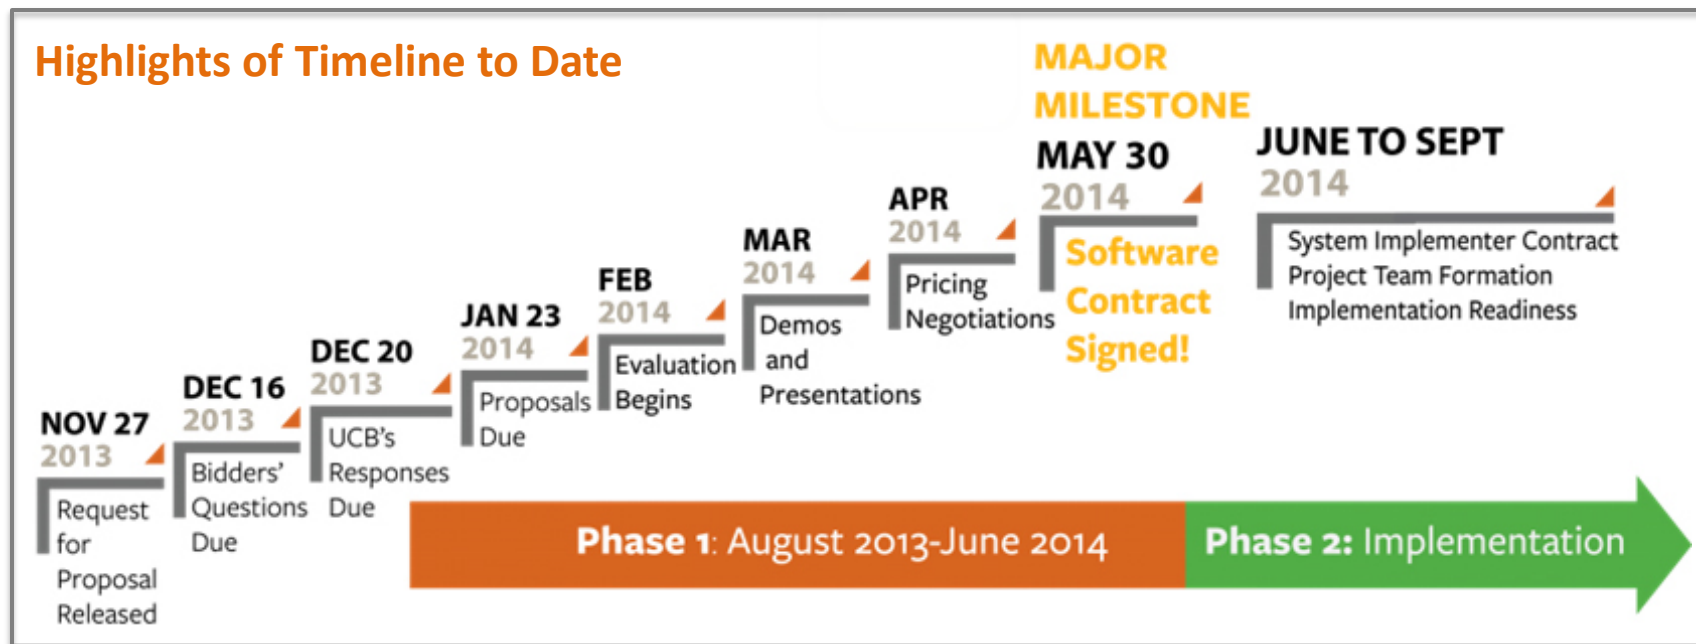 Highlights of Timeline to Date
NOV 27
2013
Request
for
Proposal
Released
DEC 16
2013
Bidders’
Questions
Due
DEC 20
2013
UCB’s
Responses
Due
JAN 23
2014
Proposals
Due
FEB
2014
Evaluation
Begins
MAR
2014
Demos
and
Presentations
APR
2014
Pricing
Negotiations
MAJOR
MILESTONE
MAY 30
2014
Software
Contract
Signed!
JUNE TO SEPT
2014
System Implementer Contract
Project Team Formation
Implementation Readiness
Phase 1: August 2013-June 2014
Phase 2: Implementation